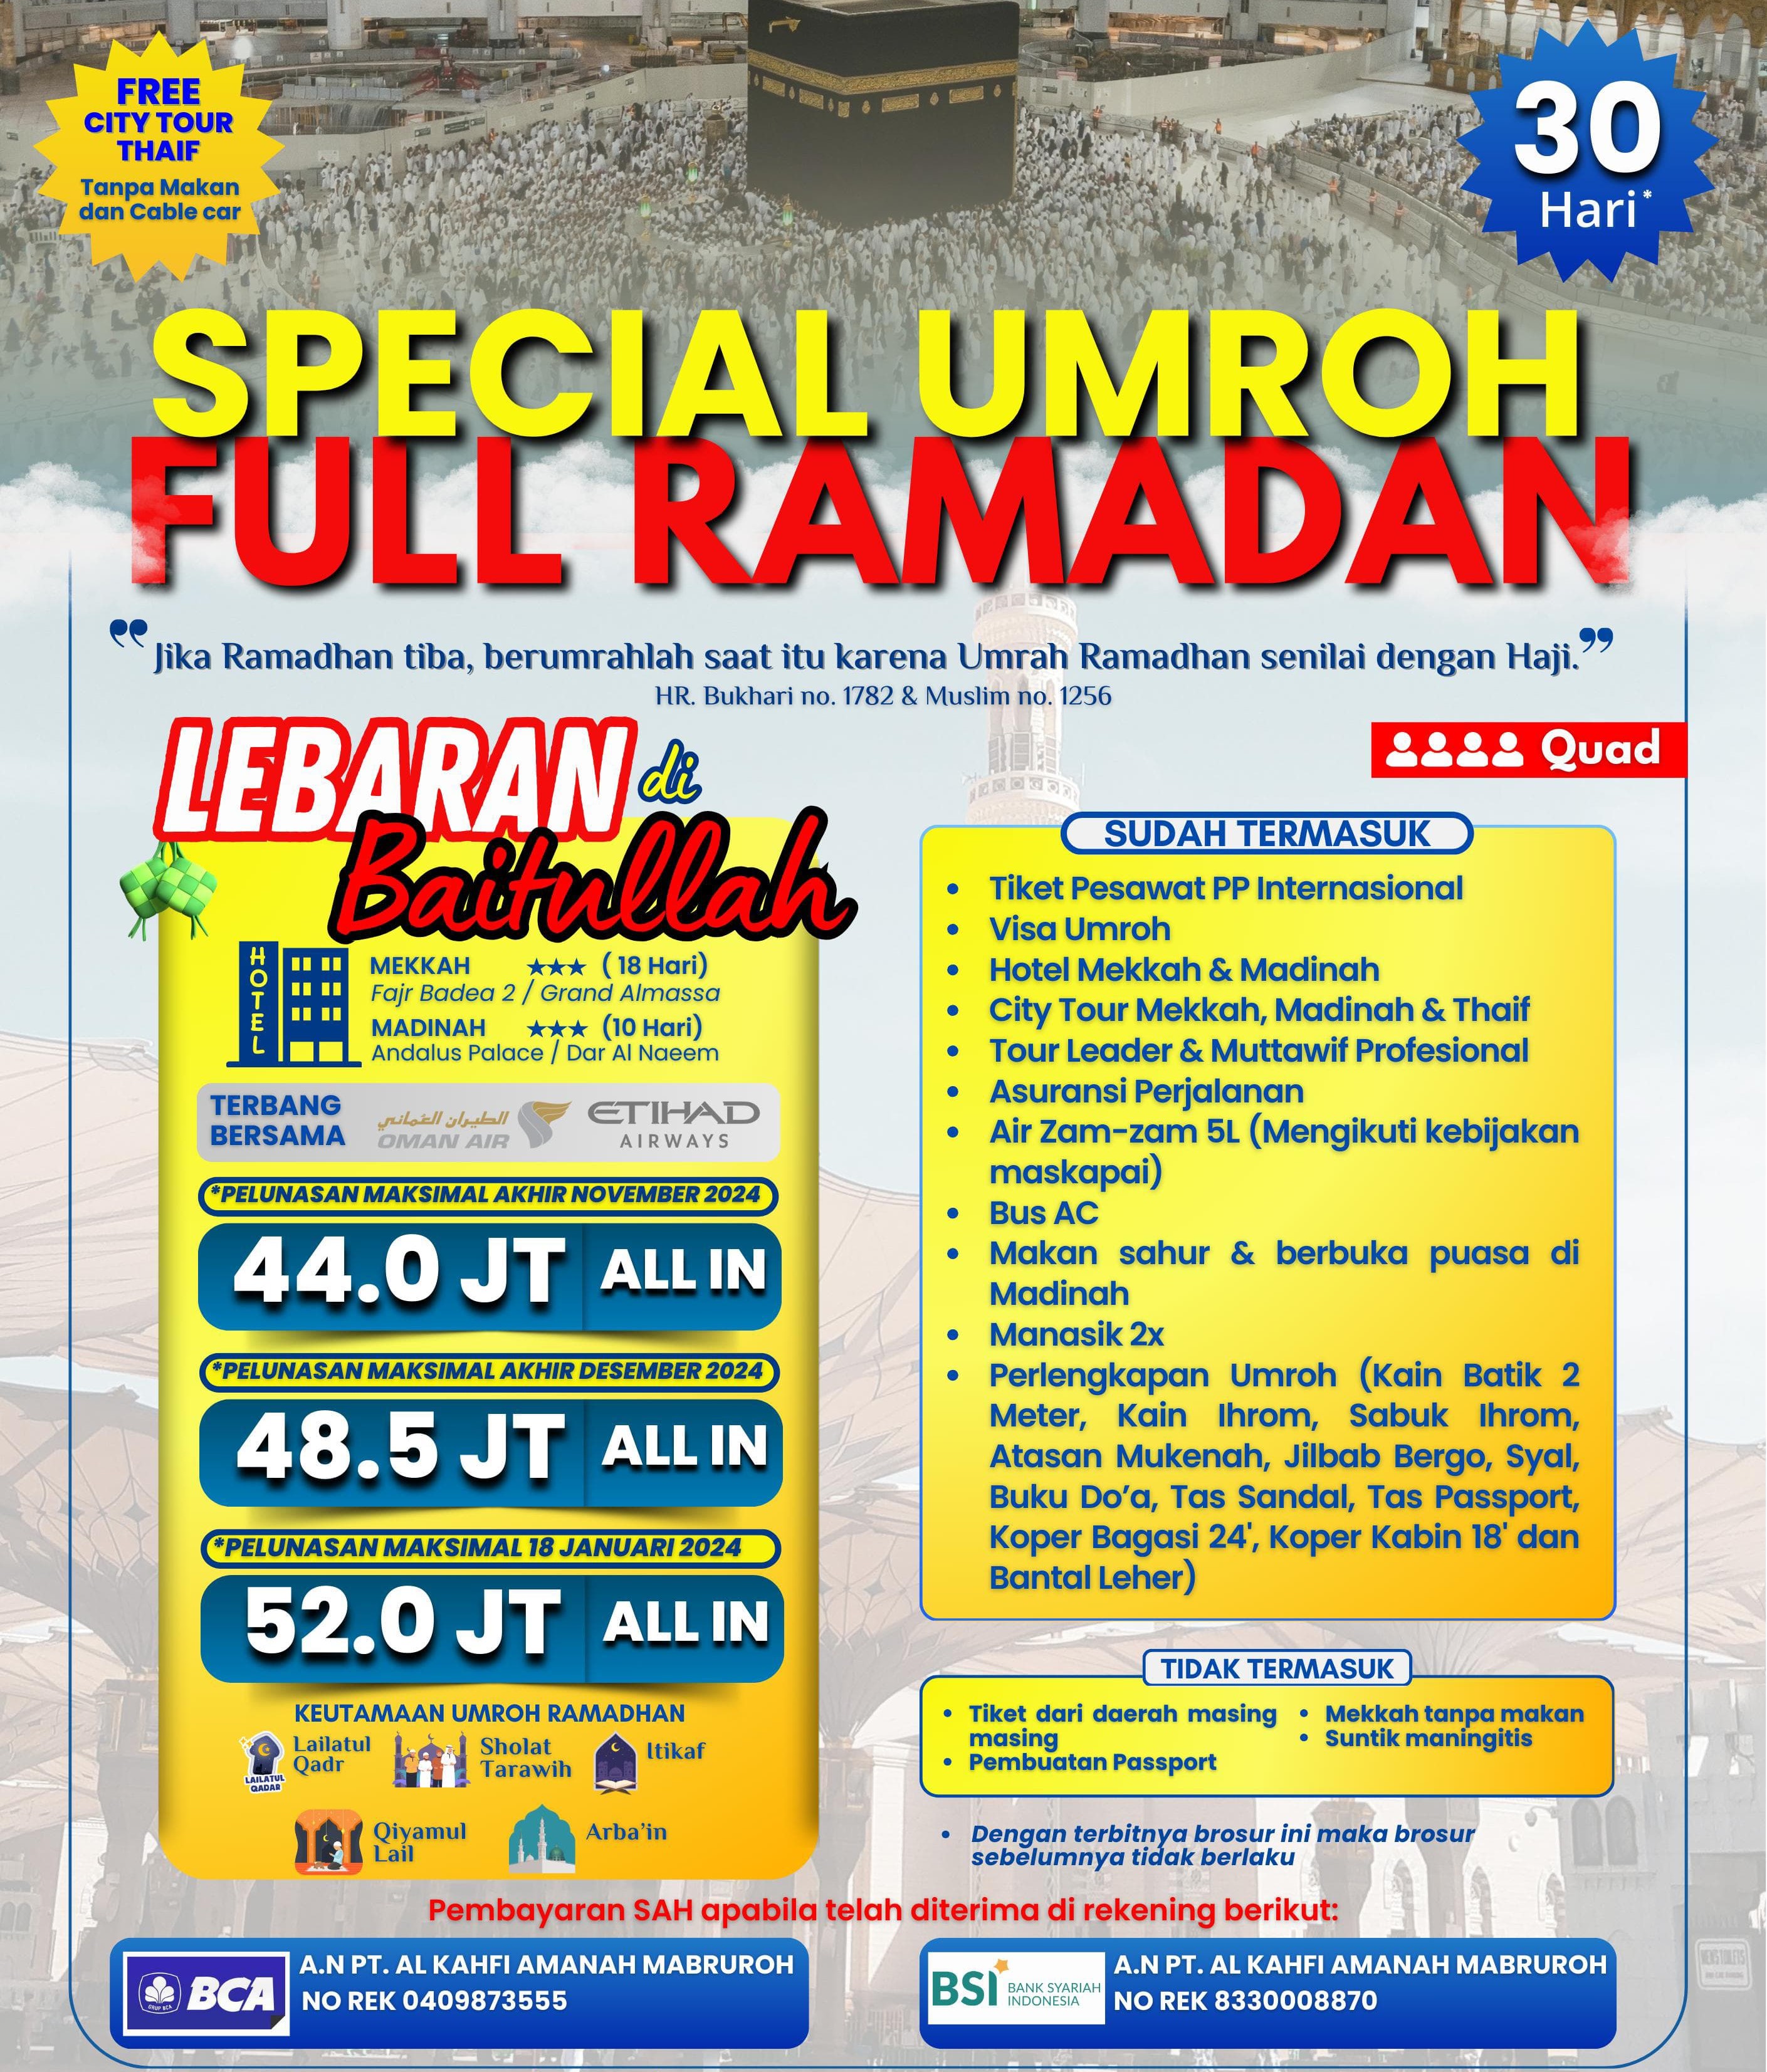 FREE
CITY TOUR
THAIF
Tanpa Makan
dan Cable car
30
Hari*
SPECIAL UMROH
FULL RAMADAN
“Jika Ramadhan tiba, berumrahlah saat itu karena Umrah Ramadhan senilai dengan Haji.”
HR. Bukhari no. 1782 & Muslim no. 1256
LEBARAN di
Baitullah
HOTEL
MEKKAH ★★★ ( 18 Hari)
Fajr Badea 2 / Grand Almassa
MADINAH ★★★ (10 Hari)
Andalus Palace / Dar Al Naeem
TERBANG
BERSAMA
الطيران العماني
OMAN AIR
ETIHAD
AIRWAYS
*PELUNASAN MAKSIMAL AKHIR NOVEMBER 2024
44.0 JT ALL IN
*PELUNASAN MAKSIMAL AKHIR DESEMBER 2024
48.5 JT ALL IN
*PELUNASAN MAKSIMAL 18 JANUARI 2024
52.0 JT ALL IN
KEUTAMAAN UMROH RAMADHAN
LAILATUL
QADAR
Lailatul
Qadr
Sholat
Tarawih
Itikaf
Qiyamul
Lail
Arba’in
Quad
SUDAH TERMASUK
• Tiket Pesawat PP Internasional
• Visa Umroh
• Hotel Mekkah & Madinah
• City Tour Mekkah, Madinah & Thaif
• Tour Leader & Muttawif Profesional
• Asuransi Perjalanan
• Air Zam-zam 5L (Mengikuti kebijakan
maskapai)
• Bus AC
• Makan sahur & berbuka puasa di
Madinah
• Manasik 2x
• Perlengkapan Umroh (Kain Batik 2
Meter, Kain Ihrom, Sabuk Ihrom,
Atasan Mukenah, Jilbab Bergo, Syal,
Buku Do’a, Tas Sandal, Tas Passport,
Koper Bagasi 24', Koper Kabin 18' dan
Bantal Leher)
TIDAK TERMASUK
• Tiket dari daerah masing
masing
• Pembuatan Passport
• Mekkah tanpa makan
• Suntik maningitis
• Dengan terbitnya brosur ini maka brosur
sebelumnya tidak berlaku
Pembayaran SAH apabila telah diterima di rekening berikut:
GRUP BCA
BCA
A.N PT. AL KAHFI AMANAH MABRUROH
NO REK 0409873555
BSI BANK SYARIAH
INDONESIA
A.N PT. AL KAHFI AMANAH MABRUROH
NO REK 8330008870